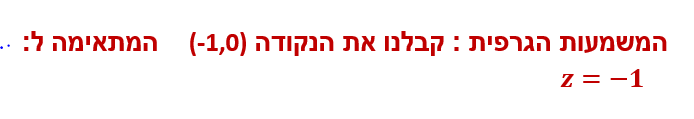 המשמעות הגרפית : קבלנו את הנקודה (-1,0) המתאימה ל:
z = −1